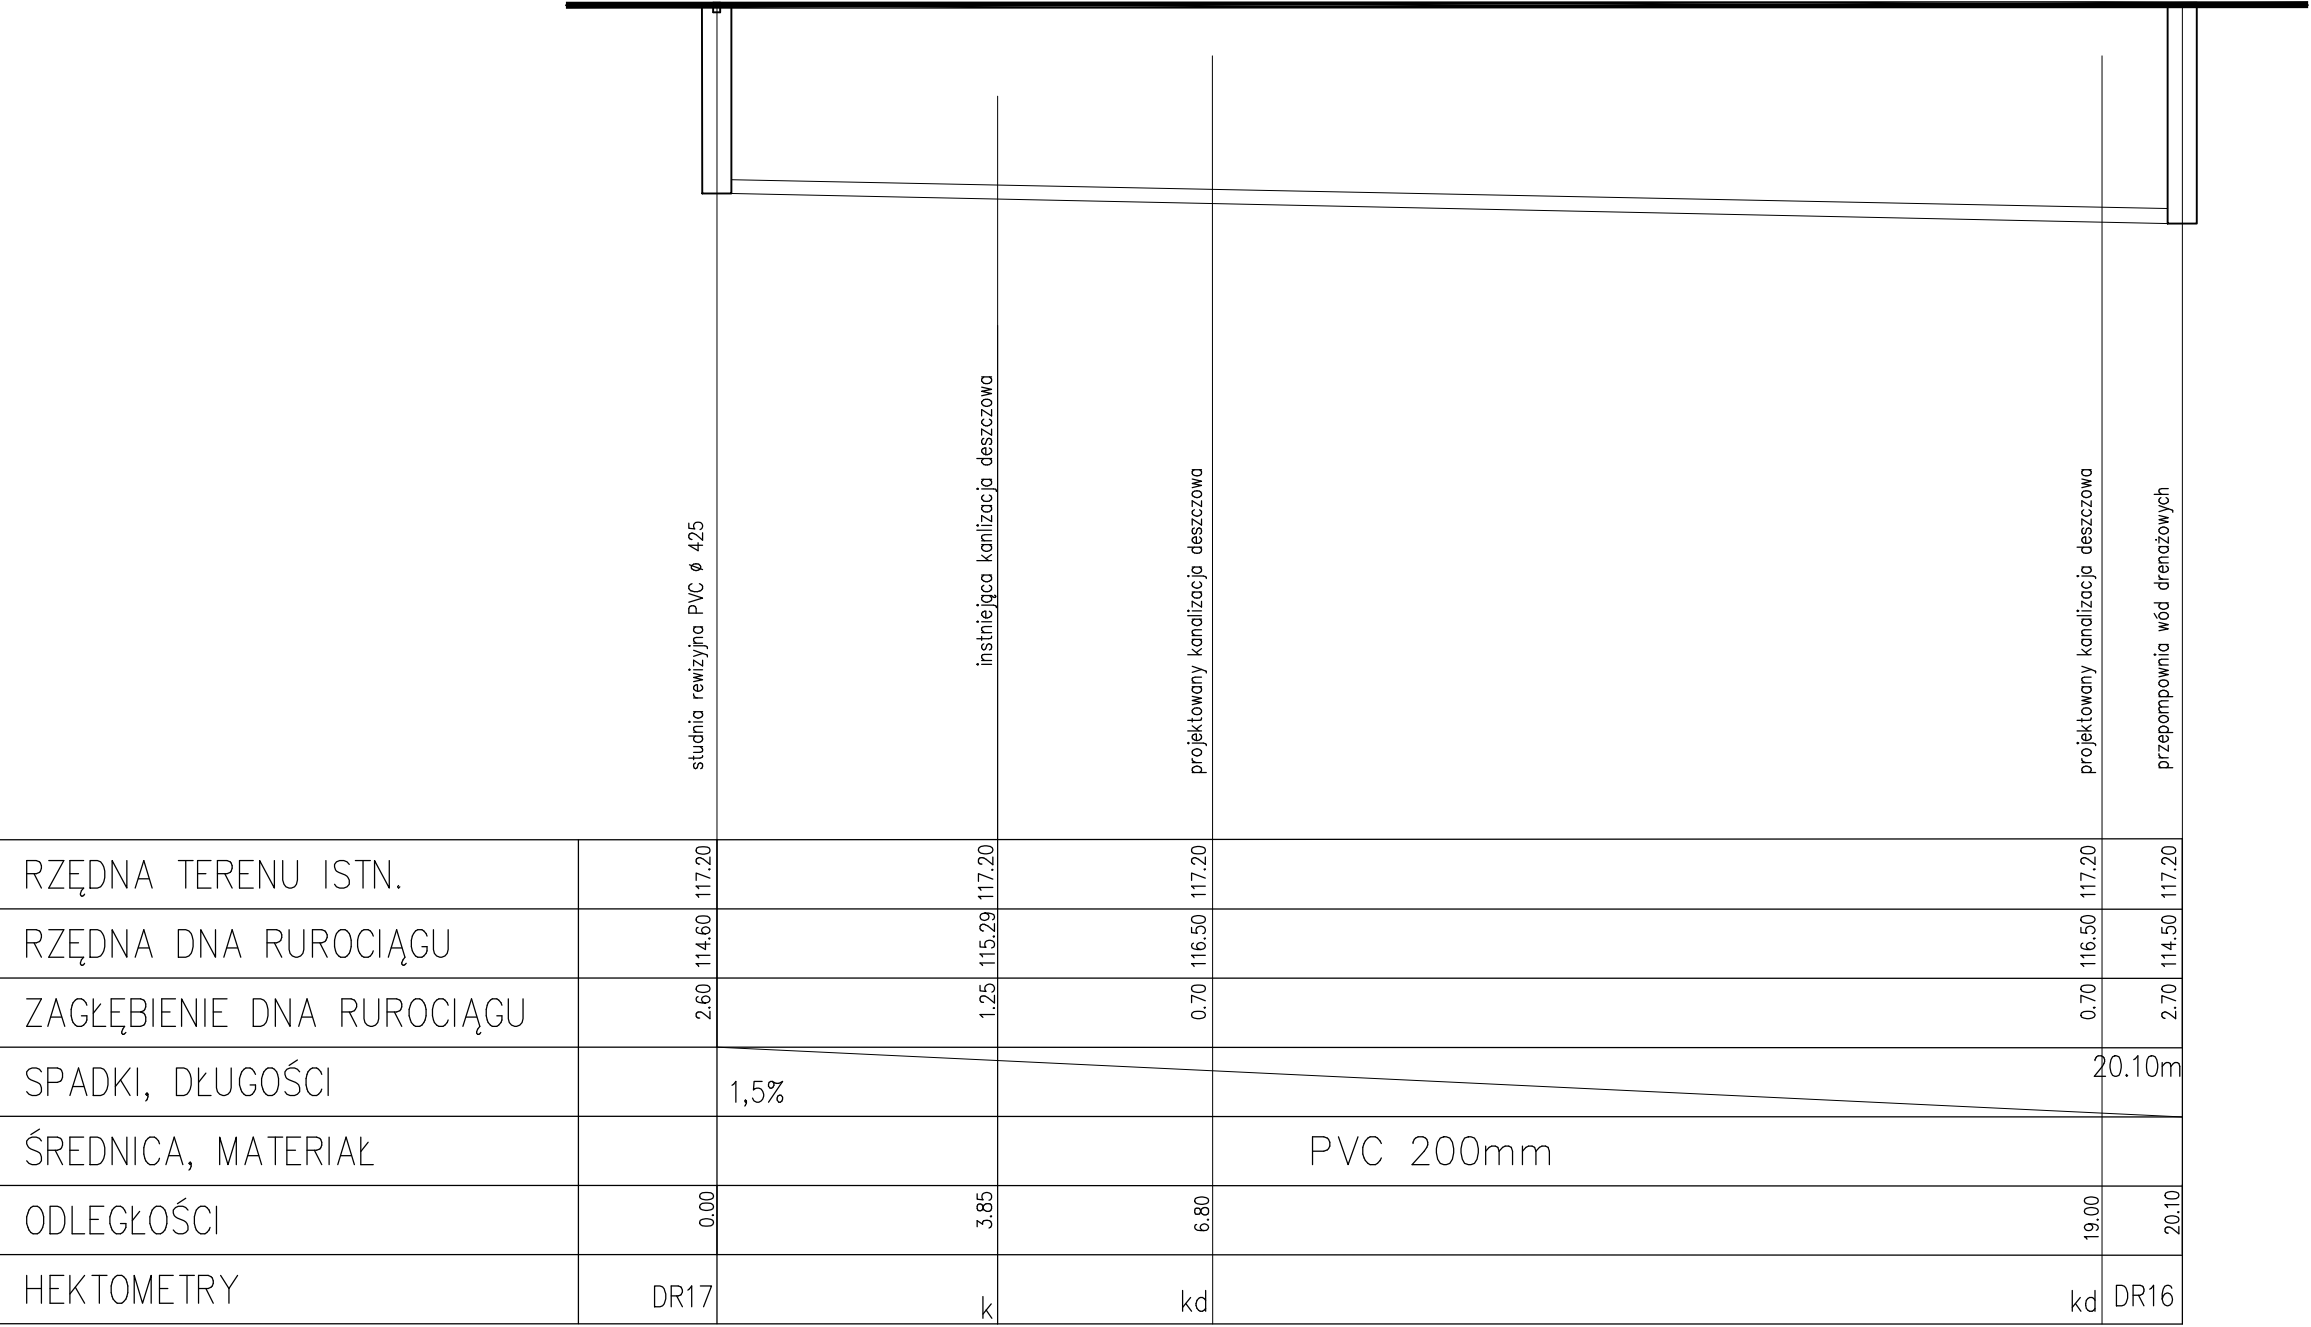 studnia rewizyjna PVC ø 425
instniejąca kanlizacja deszczowa
projektowany kanalizacja deszczowa
projektowany kanalizacja deszczowa
przepompownia wód drenażowych
RZĘDNA TERENU ISTN. 117.20 117.20 117.20 117.20 117.20
RZĘDNA DNA RUROCIĄGU 114.60 115.29 116.50 116.50 114.50
ZAGŁĘBIENIE DNA RUROCIĄGU 2.60 1.25 0.70 0.70 2.70
SPADKI, DŁUGOŚCI 1,5% 20.10m
ŚREDNICA, MATERIAŁ PVC 200mm
ODLEGŁOŚCI 0.00 3.85 6.80 19.00 20.10
HEKTOMETRY DR17 k kd kd DR16